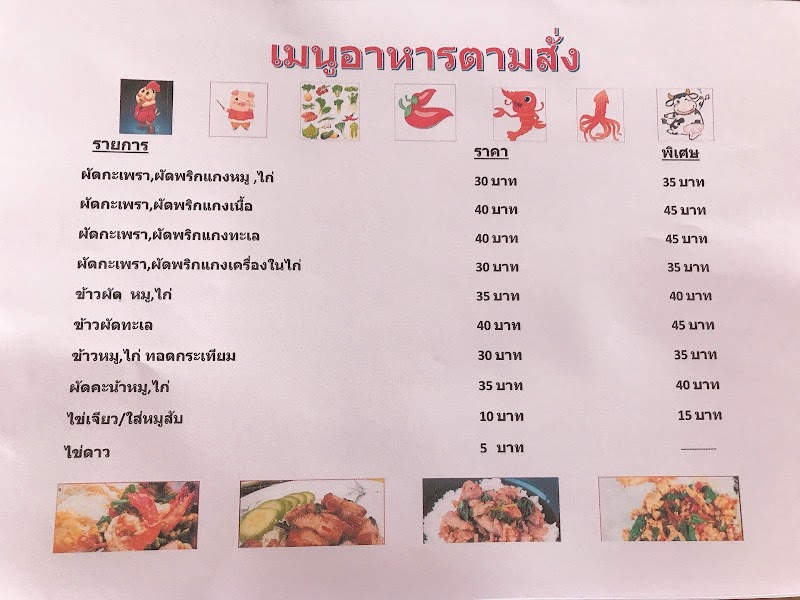 เมนูอาหารตามสั่ง
รายการ ราคา พิเศษ
ผัดกะเพรา,ผัดพริกแกงหมู ,ไก่ 30 บาท 35 บาท
ผัดกะเพรา,ผัดพริกแกงเนื้อ 40 บาท 45 บาท
ผัดกะเพรา,ผัดพริกแกงทะเล 40 บาท 45 บาท
ผัดกะเพรา,ผัดพริกแกงเครื่องในไก่ 30 บาท 35 บาท
ข้าวผัด หมู,ไก่ 35 บาท 40 บาท
ข้าวผัดทะเล 40 บาท 45 บาท
ข้าวหมู,ไก่ ทอดกระเทียม 30 บาท 35 บาท
ผัดคะน้าหมู,ไก่ 35 บาท 40 บาท
ไข่เจียว/ใส่หมูสับ 10 บาท 15 บาท
ไข่ดาว 5 บาท